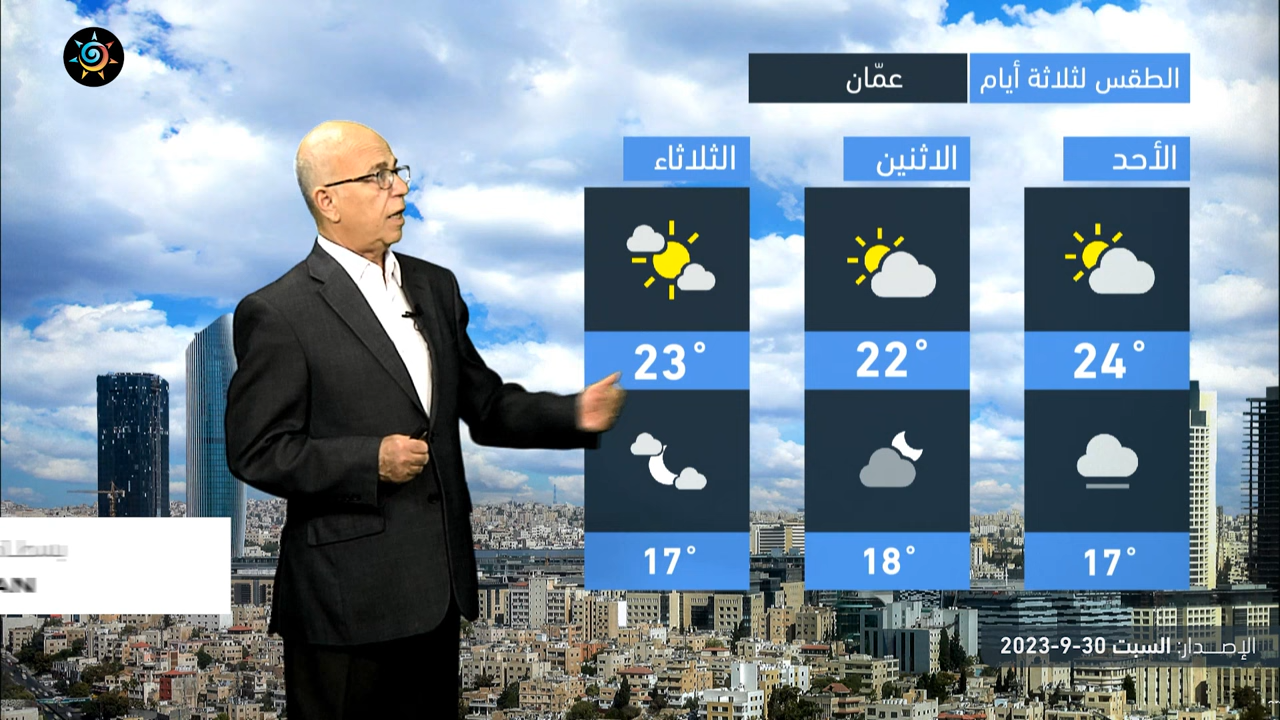 الطقس لثلاثة أيام
عمّان
الأحد
الاثنين
الثلاثاء
24°
22°
23°
17°
18°
17°
الإصدار: السبت 30-9-2023
AN